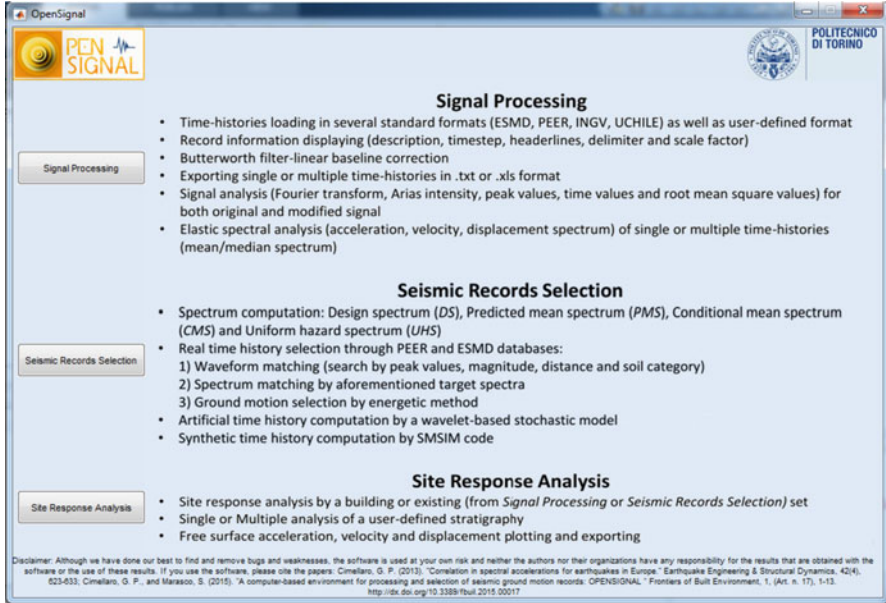 OpenSignal
PEN
SIGNAL
POLITECNICO
DI TORINO
Signal Processing
• Time-histories loading in several standard formats (ESMD, PEER, INGV, UCHILE) as well as user-defined format
• Record information displaying (description, timestep, headerlines, delimiter and scale factor)
• Butterworth filter-linear baseline correction
Signal Processing
• Exporting single or multiple time-histories in .txt or .xls format
• Signal analysis (Fourier transform, Arias intensity, peak values, time values and root mean square values) for
both original and modified signal
• Elastic spectral analysis (acceleration, velocity, displacement spectrum) of single or multiple time-histories
(mean/median spectrum)
Seismic Records Selection
• Spectrum computation: Design spectrum (DS), Predicted mean spectrum (PMS), Conditional mean spectrum
(CMS) and Uniform hazard spectrum (UHS)
• Real time history selection through PEER and ESMD databases:
Seismic Records Selection
1) Waveform matching (search by peak values, magnitude, distance and soil category)
2) Spectrum matching by aforementioned target spectra
3) Ground motion selection by energetic method
• Artificial time history computation by a wavelet-based stochastic model
• Synthetic time history computation by SMSIM code
Site Response Analysis
• Site response analysis by a building or existing (from Signal Processing or Seismic Records Selection) set
Site Response Analysis
• Single or Multiple analysis of a user-defined stratigraphy
• Free surface acceleration, velocity and displacement plotting and exporting
Disclaimer: Although we have done our best to find and remove bugs and weaknesses, the software is used at your own risk and neither the authors nor their organizations have any responsibility for the results that are obtained with the
software or the use of these results. If you use the software, please cite the papers: Cimellaro, G. P. (2013). "Correlation in spectral accelerations for earthquakes in Europe." Earthquake Engineering & Structural Dynamics, 42(4),
623-633; Cimellaro, G. P., and Marasco, S. (2015). "A computer-based environment for processing and selection of seismic ground motion records: OPENSIGNAL." Frontiers of Built Environment, 1, (Art. n. 17), 1-13.
http://dx.doi.org/10.3389/fbuil.2015.00017